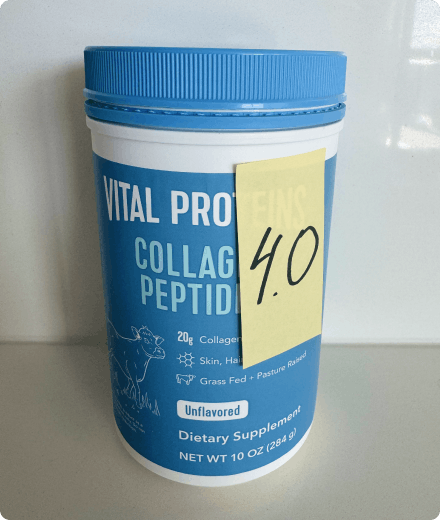 VITAL PROTEINS
COLLAG
PEPTID
4.0
20g Collagen
Skin, Hai
Grass Fed + Pasture Raised
Unflavored
Dietary Supplement
NET WT 10 OZ (284 g)